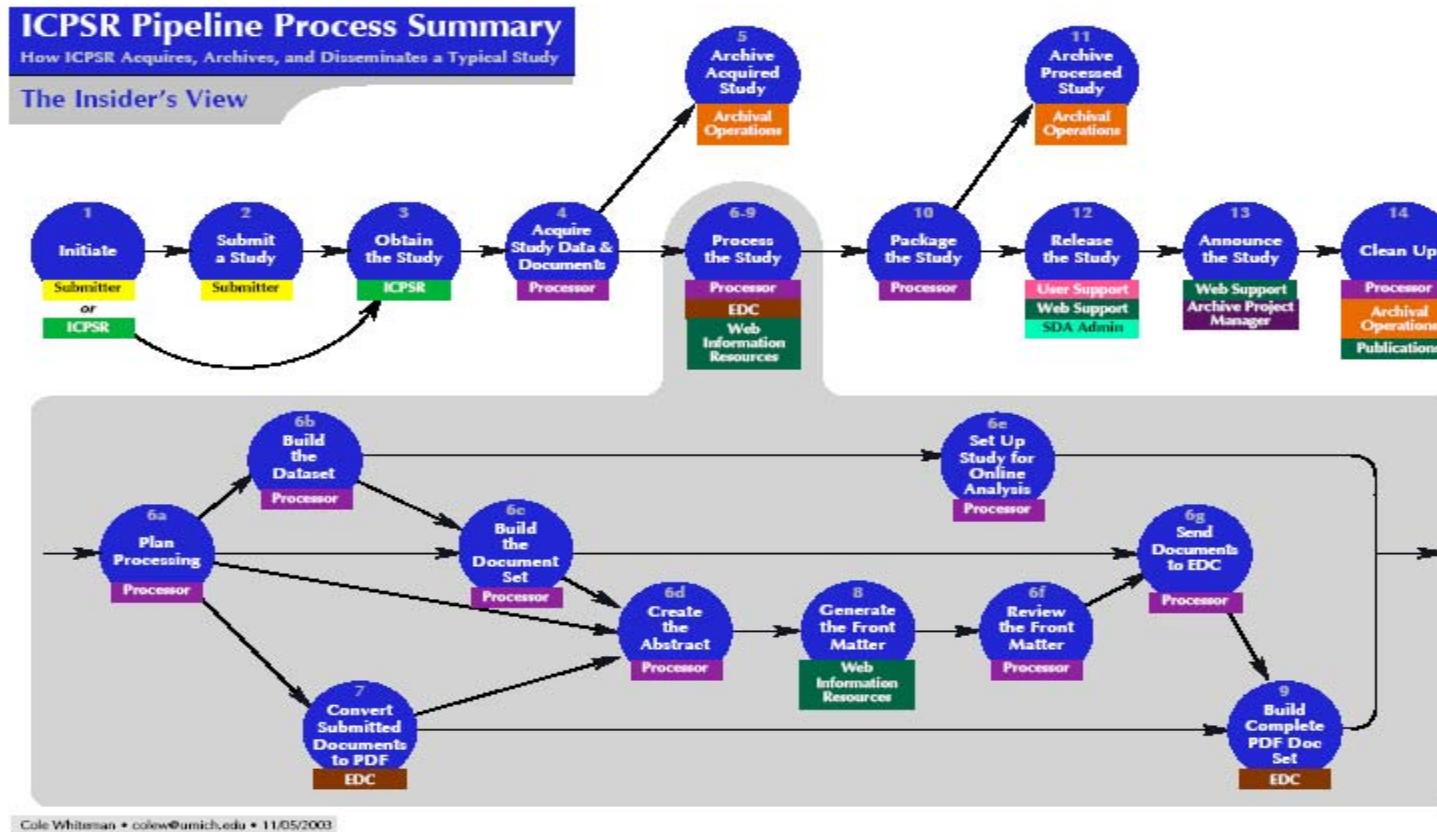 ICPSR Pipeline Process Summary
How ICPSR Acquires, Archives, and Disseminates a Typical Study
The Insider's View
5
Archive
Acquired
Study
Archival
Operations
11
Archive
Processed
Study
Archival
Operations
1
Initiate
Submitter
or
ICPSR
2
Submit
a Study
Submitter
3
Obtain
the Study
ICPSR
4
Acquire
Study Data &
Documents
Processor
6-9
Process
the Study
Processor
EDC
Web
Information
Resources
10
Package
the Study
Processor
12
Release
the Study
User Support
Web Support
SDA Admin
13
Announce
the Study
Web Support
Archive Project
Manager
14
Clean Up
Processor
Archival
Operations
Publications
6a
Plan
Processing
Processor
6b
Build
the
Dataset
Processor
6c
Build
the
Document
Set
Processor
7
Convert
Submitted
Documents
to PDF
EDC
6d
Create
the
Abstract
Processor
8
Generate
the Front
Matter
Web
Information
Resources
6e
Set Up
Study for
Online
Analysis
Processor
6f
Review
the Front
Matter
Processor
6g
Send
Documents
to EDC
Processor
9
Build
Complete
PDF Doc
Set
EDC
Cole Whiteman • colew@umich.edu • 11/05/2003